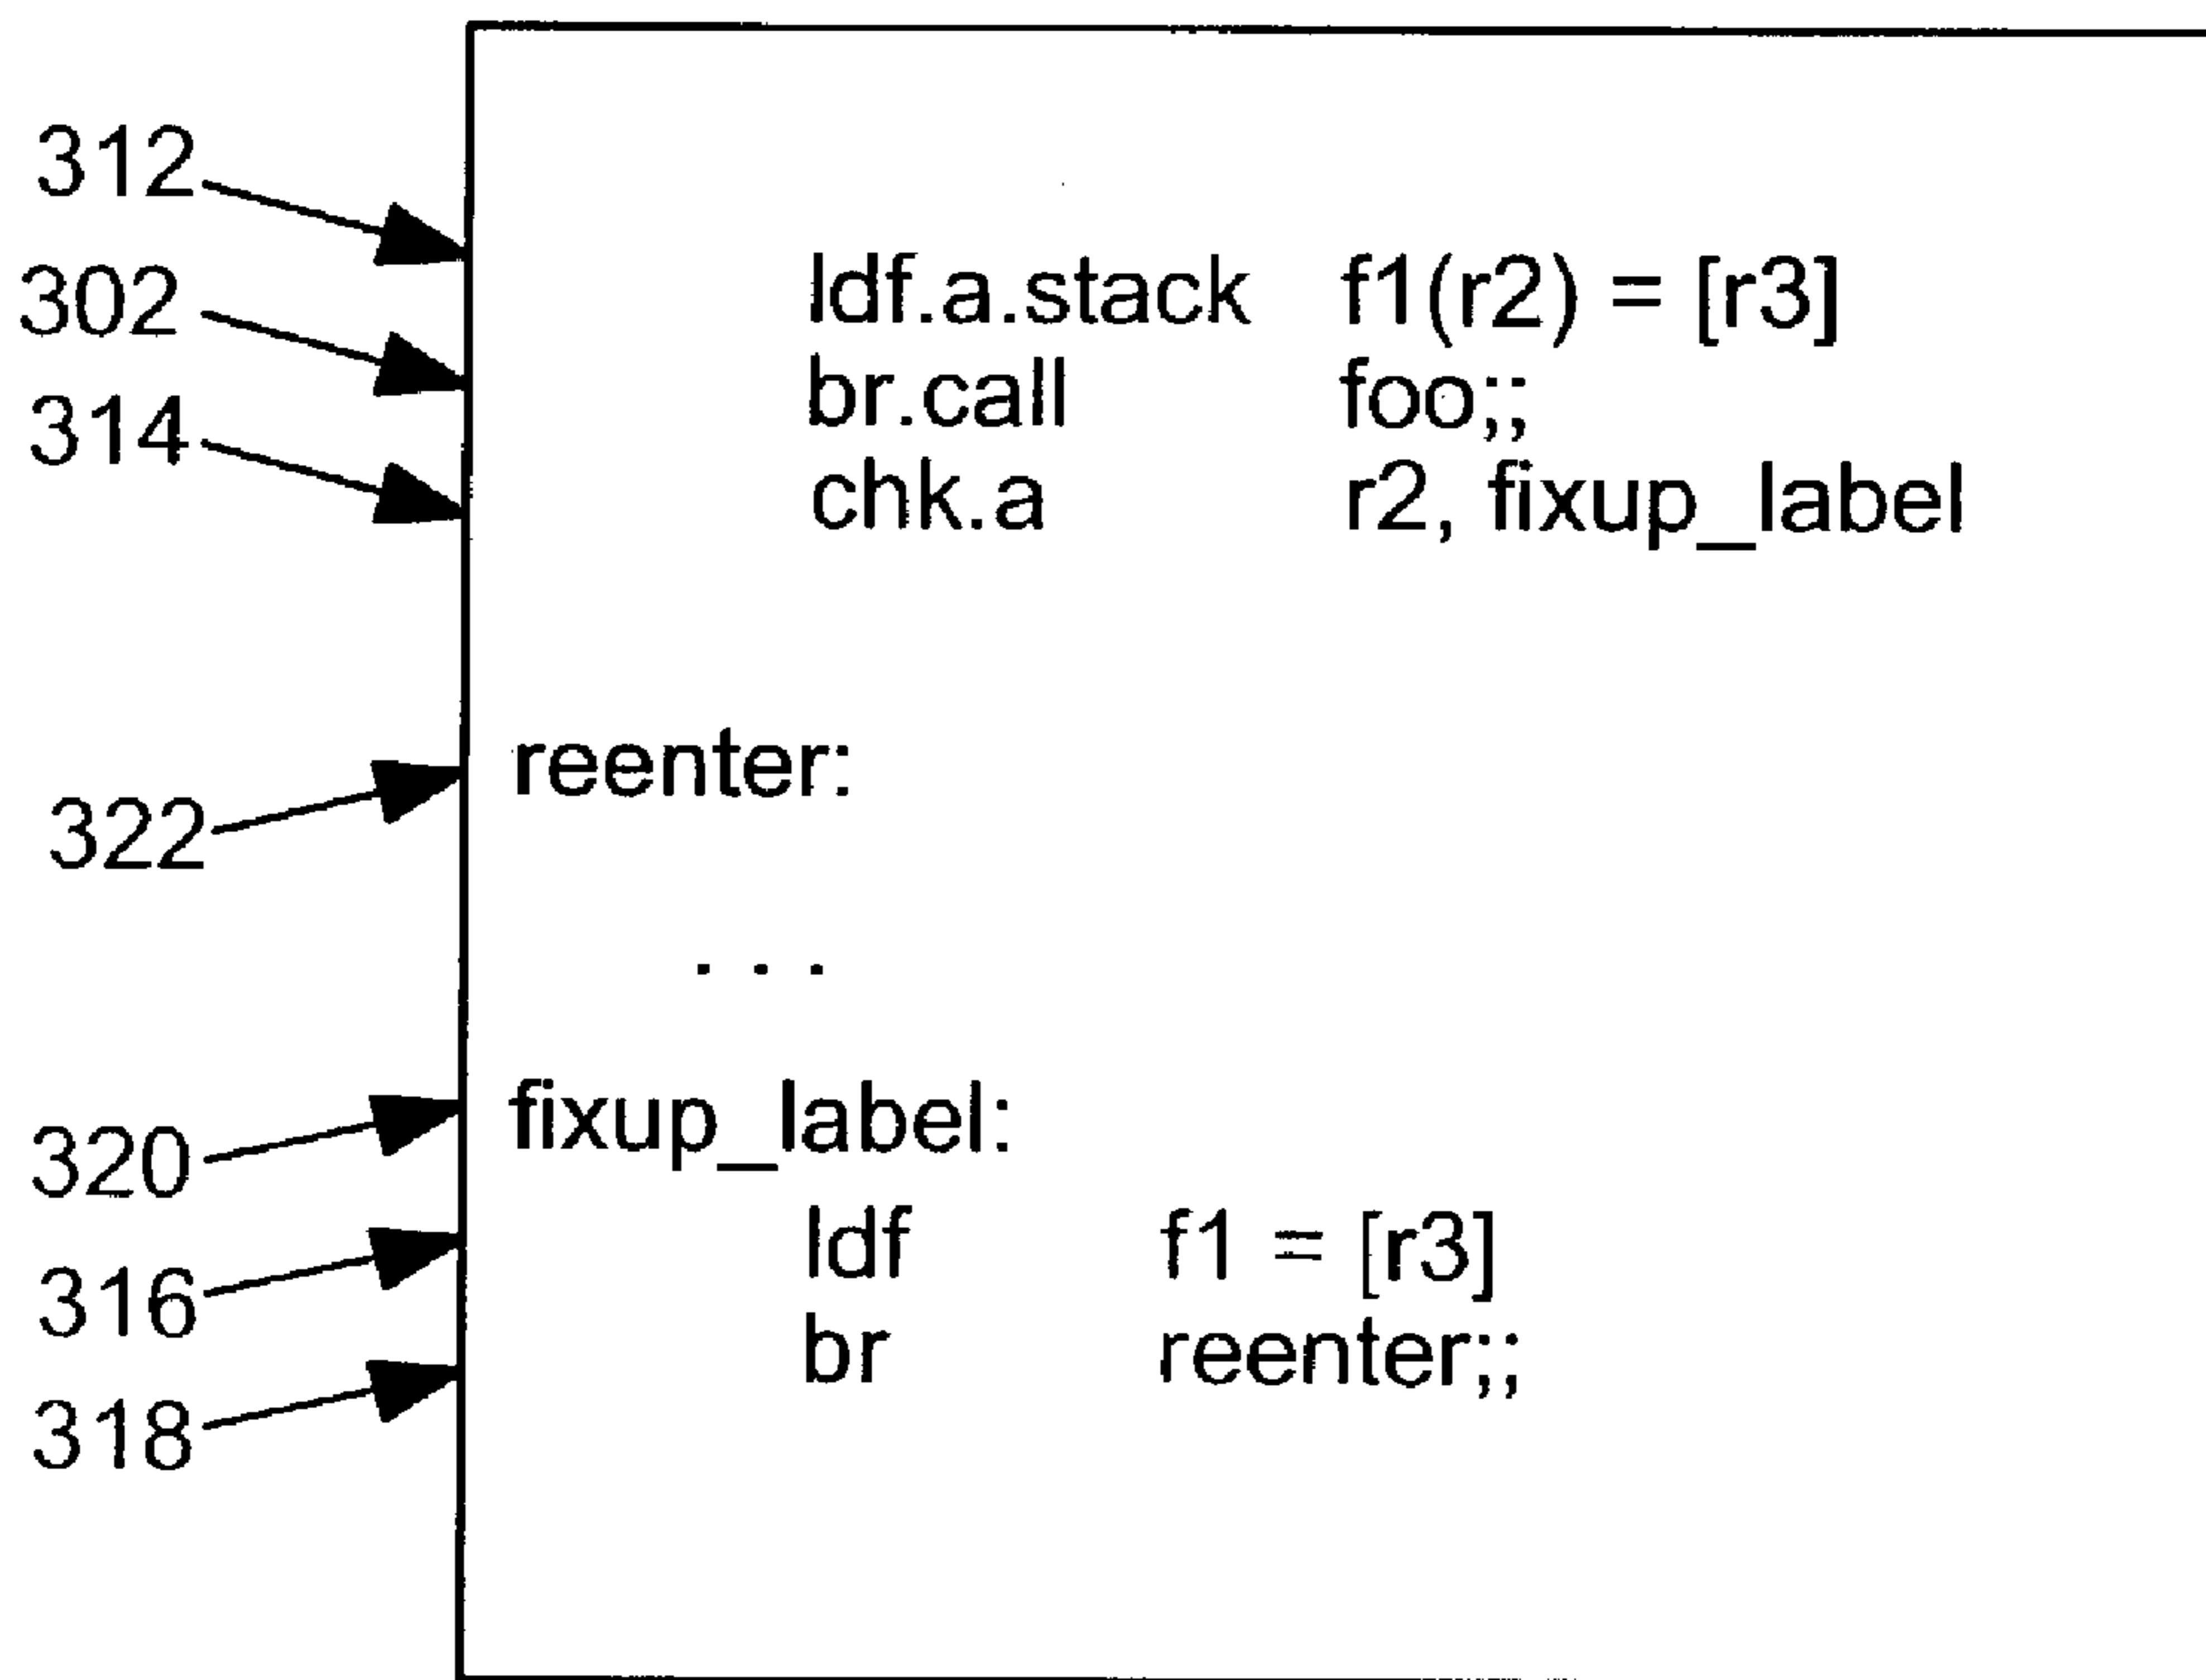 312
302 ldf.a.stack f1(r2) = [r3]
314 br.call foo;;
chk.a r2, fixup_label
322 reenter:
. . .
320 fixup_label:
316 ldf f1 = [r3]
318 br reenter;;